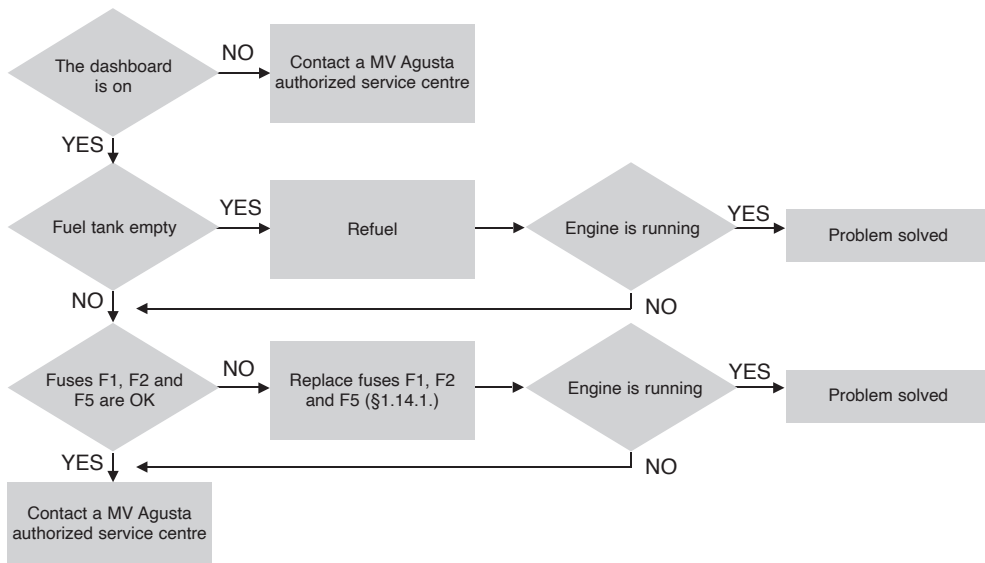 The dashboard
is on
NO
Contact a MV Agusta
authorized service centre
YES
Fuel tank empty
YES
Refuel
Engine is running
YES
Problem solved
NO
NO
Fuses F1, F2 and
F5 are OK
NO
Replace fuses F1, F2
and F5 (§1.14.1.)
Engine is running
YES
Problem solved
YES
NO
Contact a MV Agusta
authorized service centre